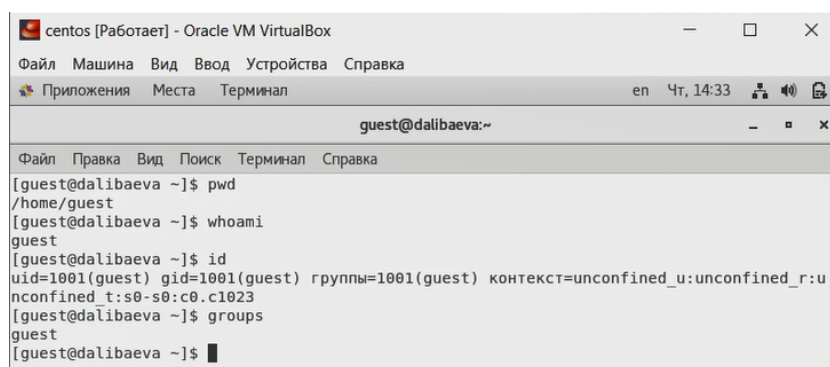 centos [Работает] - Oracle VM VirtualBox
Файл Машина Вид Ввод Устройства Справка
Приложения Места Терминал en Чт, 14:33
guest@dalibaeva:~
Файл Правка Вид Поиск Терминал Справка
[guest@dalibaeva ~]$ pwd
/home/guest
[guest@dalibaeva ~]$ whoami
guest
[guest@dalibaeva ~]$ id
uid=1001(guest) gid=1001(guest) группы=1001(guest) контекст=unconfined_u:unconfined_r:u
nconfined_t:s0-s0:c0.c1023
[guest@dalibaeva ~]$ groups
guest
[guest@dalibaeva ~]$